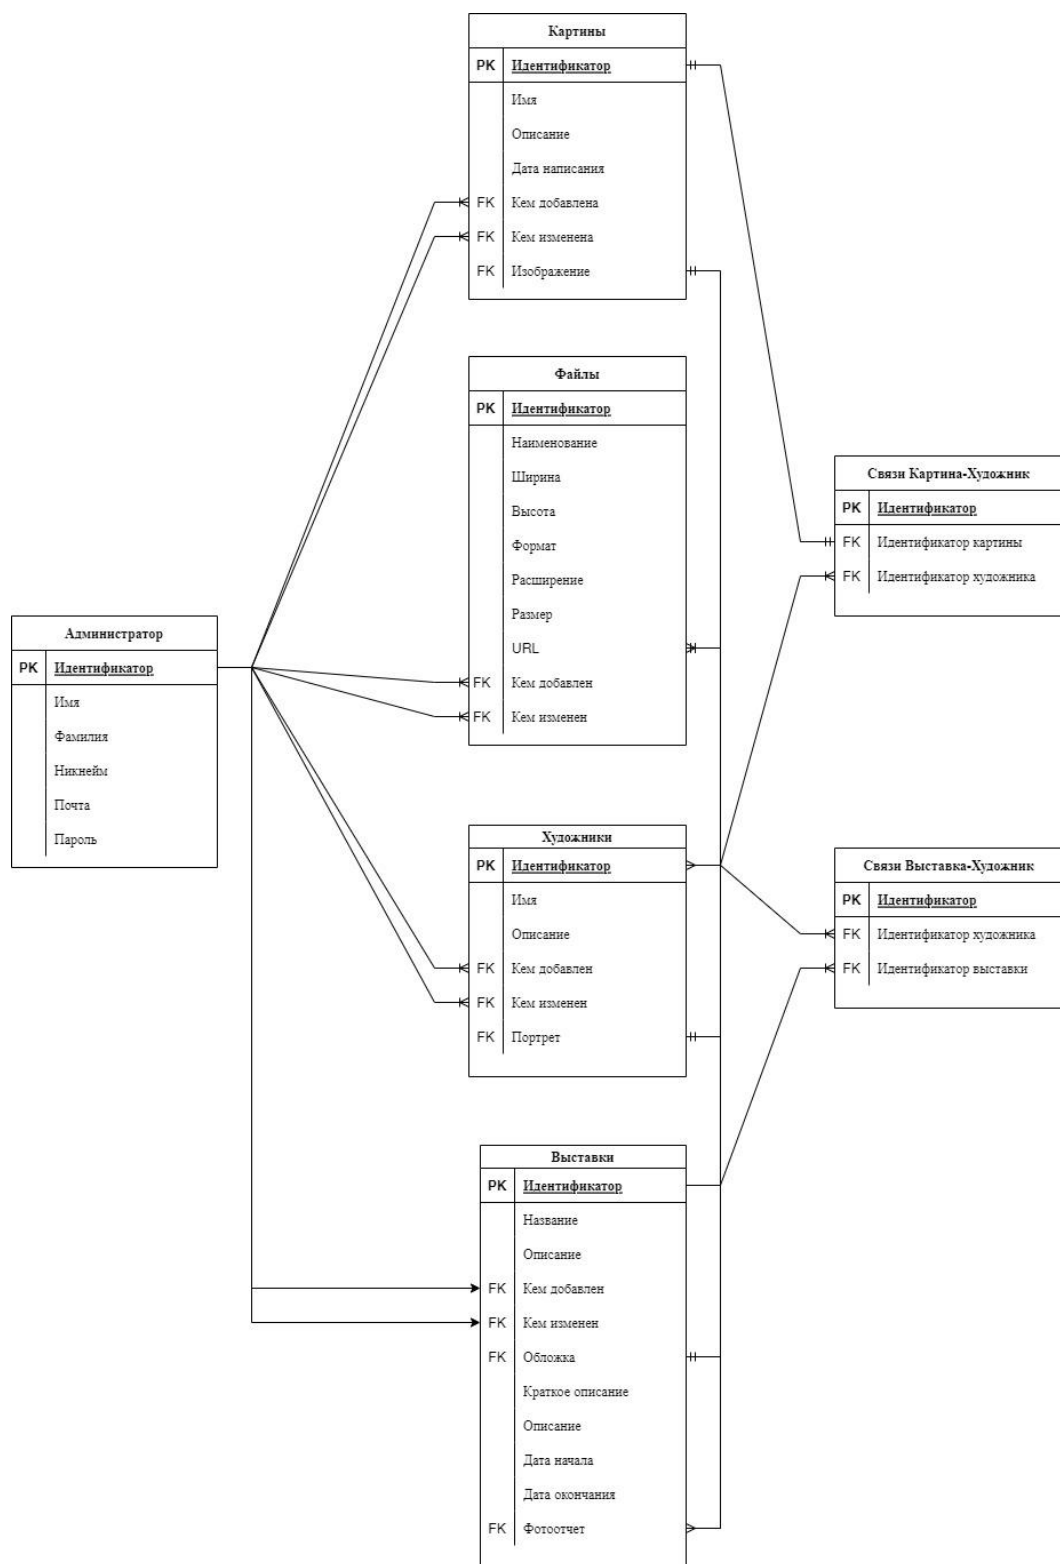 Картины
PK Идентификатор
Имя
Описание
Дата написания
FK Кем добавлена
FK Кем изменена
FK Изображение
Файлы
PK Идентификатор
Наименование
Ширина
Высота
Формат
Расширение
Размер
URL
FK Кем добавлен
FK Кем изменен
Связи Картина-Художник
PK Идентификатор
FK Идентификатор картины
FK Идентификатор художника
Администратор
PK Идентификатор
Имя
Фамилия
Никнейм
Почта
Пароль
Художники
PK Идентификатор
Имя
Описание
FK Кем добавлен
FK Кем изменен
FK Портрет
Связи Выставка-Художник
PK Идентификатор
FK Идентификатор художника
FK Идентификатор выставки
Выставки
PK Идентификатор
Название
Описание
FK Кем добавлен
FK Кем изменен
FK Обложка
Краткое описание
Описание
Дата начала
Дата окончания
FK Фотоотчет